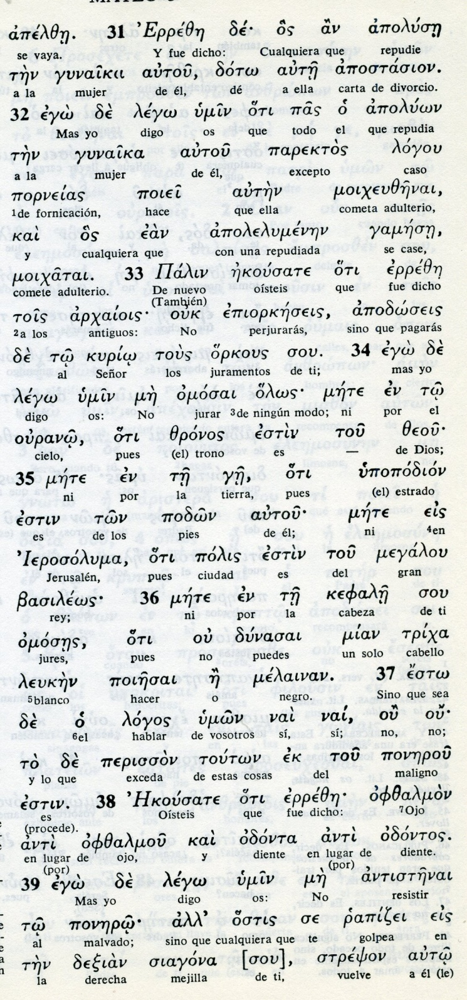 ἀπέλθῃ. 31 Ἐρρέθη δέ· ὃς ἂν ἀπολύσῃ
se vaya. Y fue dicho: Cualquiera que repudie
τὴν γυναῖκα αὐτοῦ, δότω αὐτῇ ἀποστάσιον.
a la mujer de él, dé a ella carta de divorcio.
32 ἐγὼ δὲ λέγω ὑμῖν ὅτι πᾶς ὁ ἀπολύων
Mas yo digo os que todo el que repudia
τὴν γυναῖκα αὐτοῦ παρεκτὸς λόγου
a la mujer de él, excepto caso
πορνείας ποιεῖ αὐτὴν μοιχευθῆναι,
1de fornicación, hace que ella cometa adulterio,
καὶ ὃς ἐὰν ἀπολελυμένην γαμήσῃ,
y cualquiera que con una repudiada se case,
μοιχᾶται. 33 Πάλιν ἠκούσατε ὅτι ἐρρέθη
comete adulterio. De nuevo oísteis que fue dicho
(También)
τοῖς ἀρχαίοις· οὐκ ἐπιορκήσεις, ἀποδώσεις
2a los antiguos: No perjurarás, sino que pagarás
δὲ τῷ κυρίῳ τοὺς ὅρκους σου. 34 ἐγὼ δὲ
al Señor los juramentos de ti; mas yo
λέγω ὑμῖν μὴ ὀμόσαι ὅλως· μήτε ἐν τῷ
digo os: No jurar 3de ningún modo; ni por el
οὐρανῷ, ὅτι θρόνος ἐστὶν τοῦ θεοῦ·
cielo, pues (el) trono es — de Dios;
35 μήτε ἐν τῇ γῇ, ὅτι ὑποπόδιόν
ni por la tierra, pues (el) estrado
ἐστιν τῶν ποδῶν αὐτοῦ· μήτε εἰς
es de los pies de él; ni 4en
Ἱεροσόλυμα, ὅτι πόλις ἐστὶν τοῦ μεγάλου
Jerusalén, pues ciudad es del gran
βασιλέως· 36 μήτε ἐν τῇ κεφαλῇ σου
rey; ni por la cabeza de ti
ὀμόσῃς, ὅτι οὐ δύνασαι μίαν τρίχα
jures, pues no puedes un solo cabello
λευκὴν ποιῆσαι ἢ μέλαιναν. 37 ἔστω
5blanco hacer o negro. Sino que sea
δὲ ὁ λόγος ὑμῶν ναὶ ναί, οὒ οὔ·
6el hablar de vosotros sí, sí; no, no;
τὸ δὲ περισσὸν τούτων ἐκ τοῦ πονηροῦ
y lo que exceda de estas cosas del maligno
ἐστιν. 38 Ἠκούσατε ὅτι ἐρρέθη· ὀφθαλμὸν
es Oísteis que fue dicho: 7Ojo
(procede).
ἀντὶ ὀφθαλμοῦ καὶ ὀδόντα ἀντὶ ὀδόντος.
en lugar de ojo, y diente en lugar de diente.
(por) (por)
39 ἐγὼ δὲ λέγω ὑμῖν μὴ ἀντιστῆναι
Mas yo digo os: No resistir
τῷ πονηρῷ· ἀλλ' ὅστις σε ῥαπίζει εἰς
al malvado; sino que cualquiera que te golpea en
τὴν δεξιὰν σιαγόνα [σου], στρέψον αὐτῷ
la derecha mejilla de ti, vuelve a él (le)